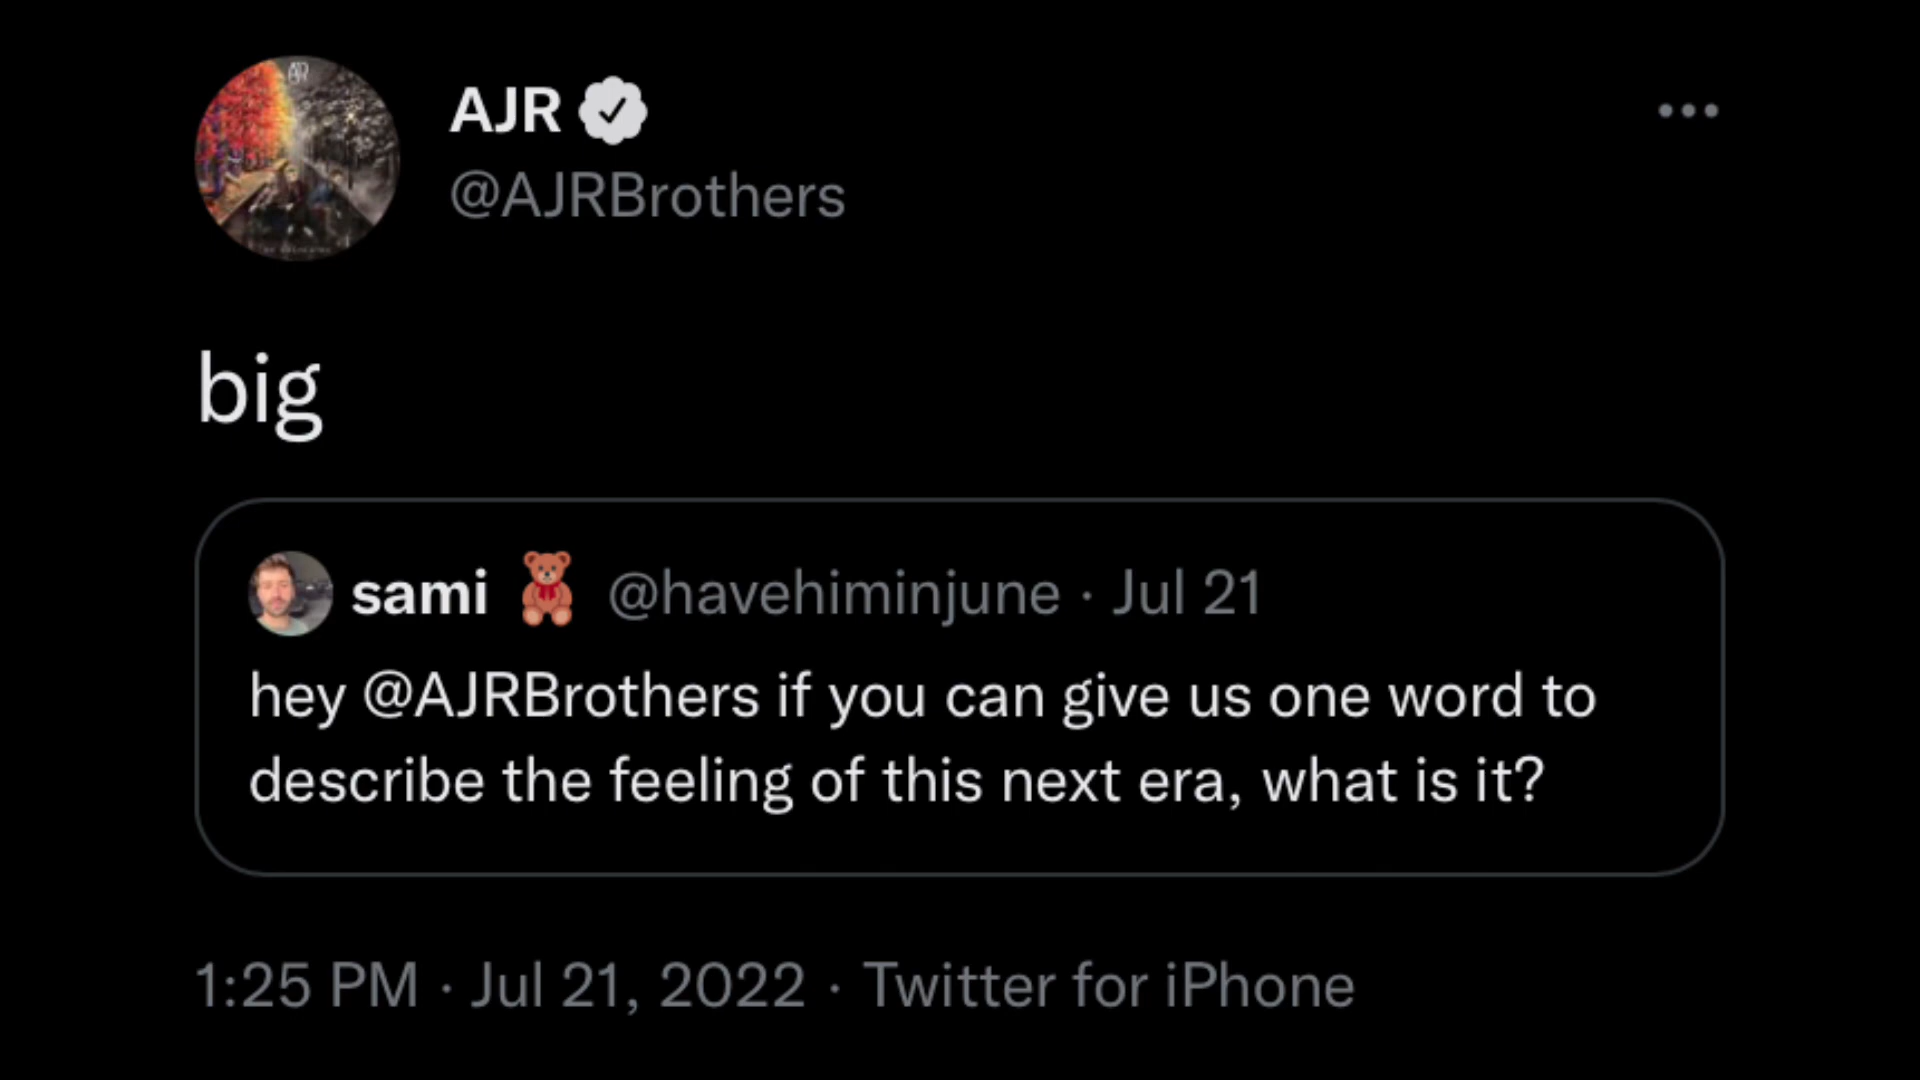 AJR
@AJRBrothers
big
sami @havehiminjune · Jul 21
hey @AJRBrothers if you can give us one word to
describe the feeling of this next era, what is it?
1:25 PM · Jul 21, 2022 · Twitter for iPhone